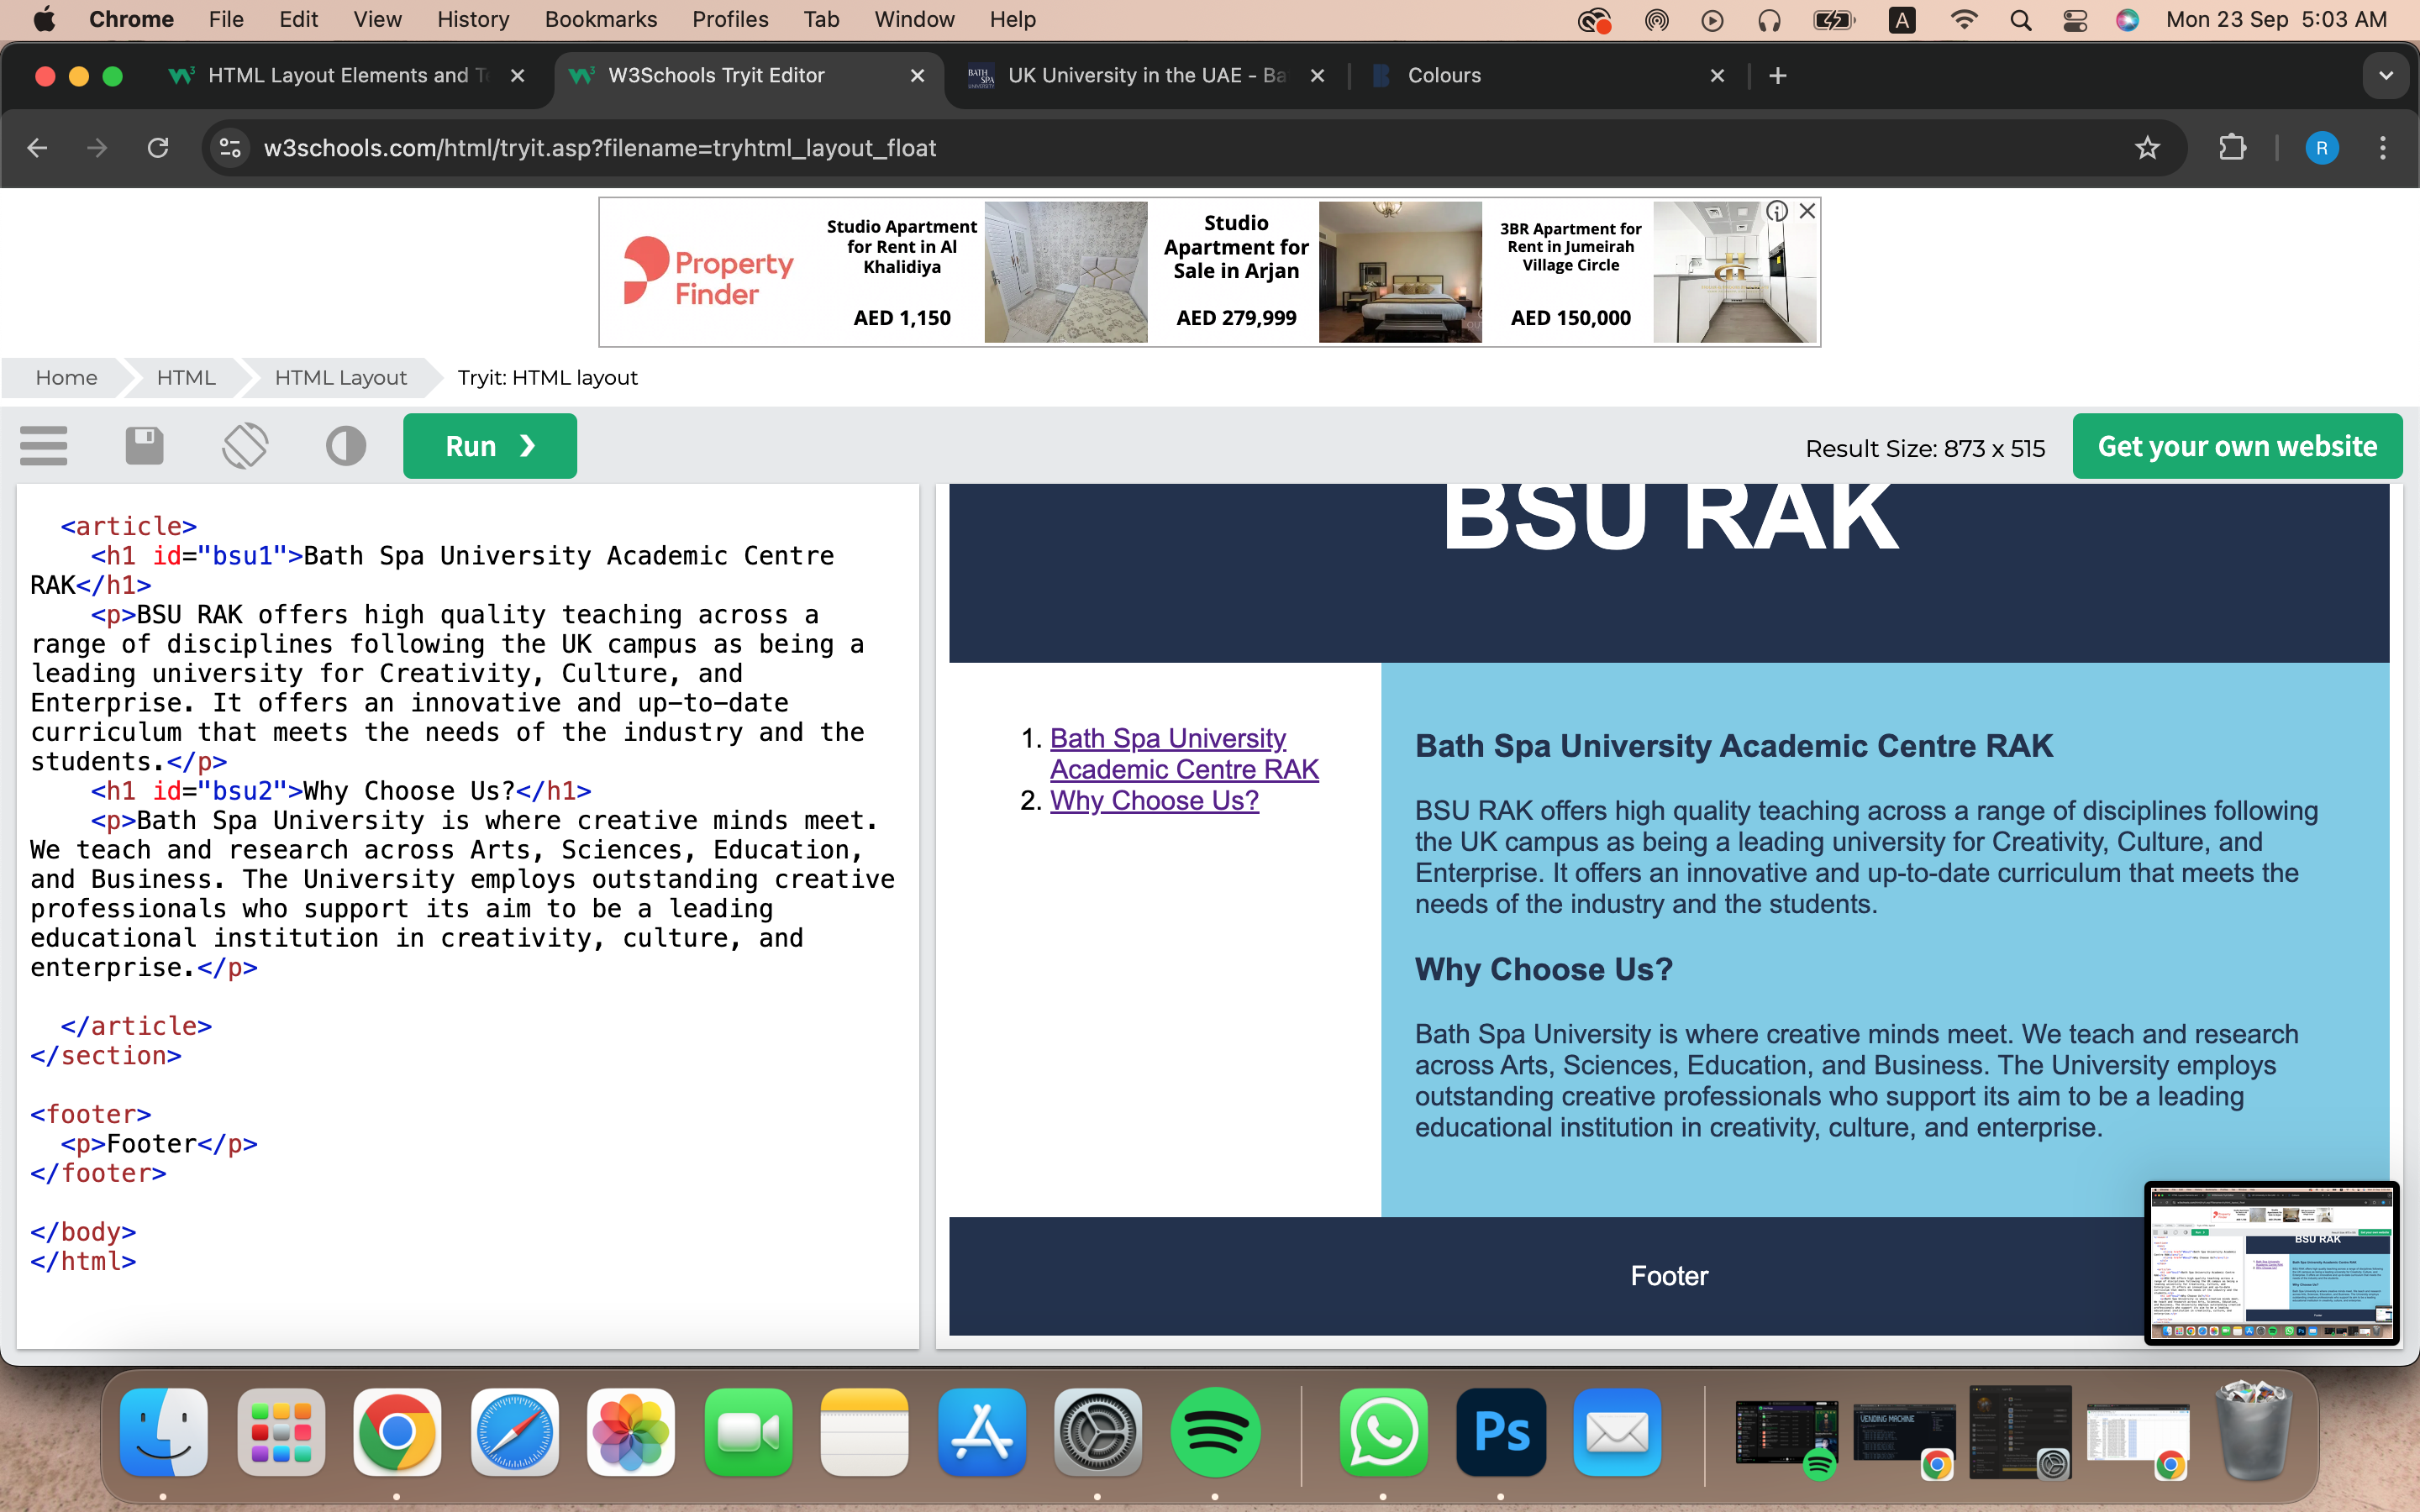 Chrome File Edit View History Bookmarks Profiles Tab Window Help A Mon 23 Sep 5:03 AM
HTML Layout Elements and Te W3Schools Tryit Editor BATH SPA UNIVERSITY UK University in the UAE - Ba Colours
w3schools.com/html/tryit.asp?filename=tryhtml_layout_float R
Property
Finder
Studio Apartment
for Rent in Al
Khalidiya
AED 1,150
Studio
Apartment for
Sale in Arjan
AED 279,999
3BR Apartment for
Rent in Jumeirah
Village Circle
AED 150,000
Home HTML HTML Layout Tryit: HTML layout
Run ❯ Result Size: 873 x 515 Get your own website
<article>
<h1 id="bsu1">Bath Spa University Academic Centre
RAK</h1>
<p>BSU RAK offers high quality teaching across a
range of disciplines following the UK campus as being a
leading university for Creativity, Culture, and
Enterprise. It offers an innovative and up-to-date
curriculum that meets the needs of the industry and the
students.</p>
<h1 id="bsu2">Why Choose Us?</h1>
<p>Bath Spa University is where creative minds meet.
We teach and research across Arts, Sciences, Education,
and Business. The University employs outstanding creative
professionals who support its aim to be a leading
educational institution in creativity, culture, and
enterprise.</p>
</article>
</section>
<footer>
<p>Footer</p>
</footer>
</body>
</html>
BSU RAK
1. Bath Spa University
Academic Centre RAK
2. Why Choose Us?
Bath Spa University Academic Centre RAK
BSU RAK offers high quality teaching across a range of disciplines following
the UK campus as being a leading university for Creativity, Culture, and
Enterprise. It offers an innovative and up-to-date curriculum that meets the
needs of the industry and the students.
Why Choose Us?
Bath Spa University is where creative minds meet. We teach and research
across Arts, Sciences, Education, and Business. The University employs
outstanding creative professionals who support its aim to be a leading
educational institution in creativity, culture, and enterprise.
Footer
BSU RAK
Ps
VENDING MACHINE